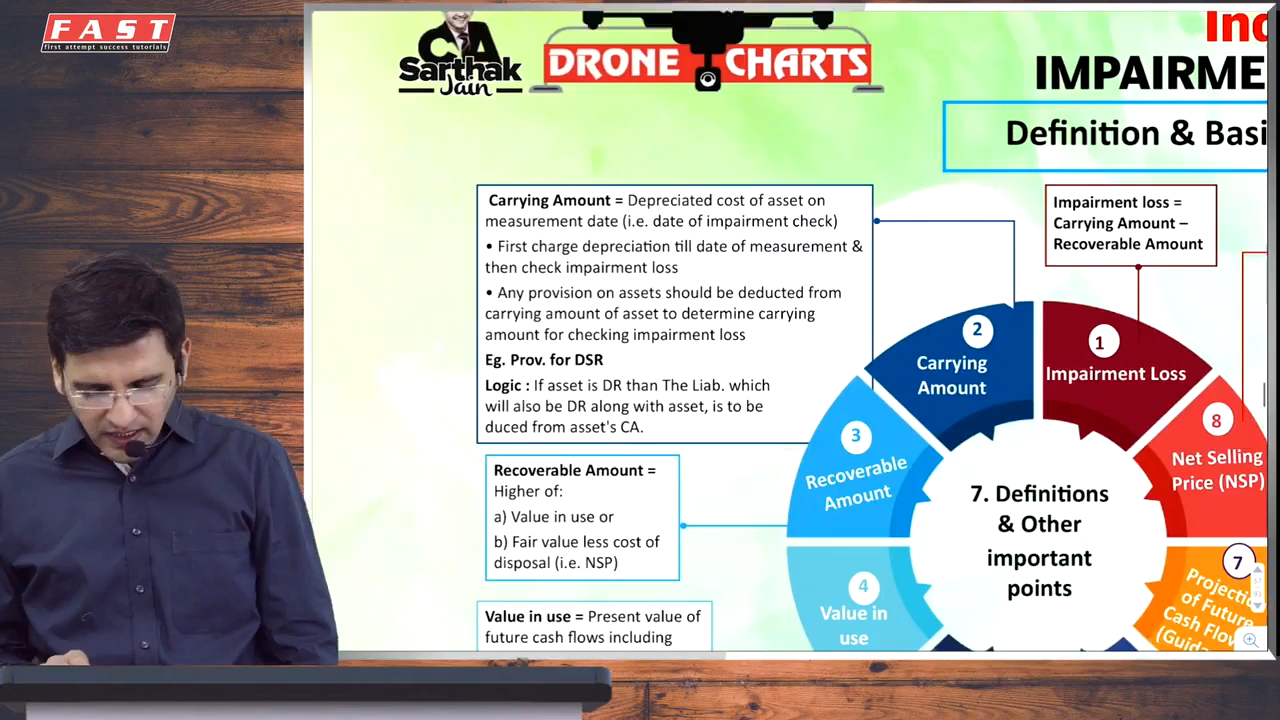 FAST
first attempt success tutorials
CA
Sarthak
Jain
DRONE CHARTS
Ind
IMPAIRME
Definition & Basi
Carrying Amount = Depreciated cost of asset on
measurement date (i.e. date of impairment check)
• First charge depreciation till date of measurement &
then check impairment loss
• Any provision on assets should be deducted from
carrying amount of asset to determine carrying
amount for checking impairment loss
Eg. Prov. for DSR
Logic : If asset is DR than The Liab. which
will also be DR along with asset, is to be
duced from asset's CA.
Impairment loss =
Carrying Amount –
Recoverable Amount
2
Carrying
Amount
1
Impairment Loss
3
Recoverable
Amount
8
Net Selling
Price (NSP)
Recoverable Amount =
Higher of:
a) Value in use or
b) Fair value less cost of
disposal (i.e. NSP)
7. Definitions
& Other
important
points
4
Value in
use
7
Projectio
of Future
Cash Flow
(Guida
Value in use = Present value of
future cash flows including